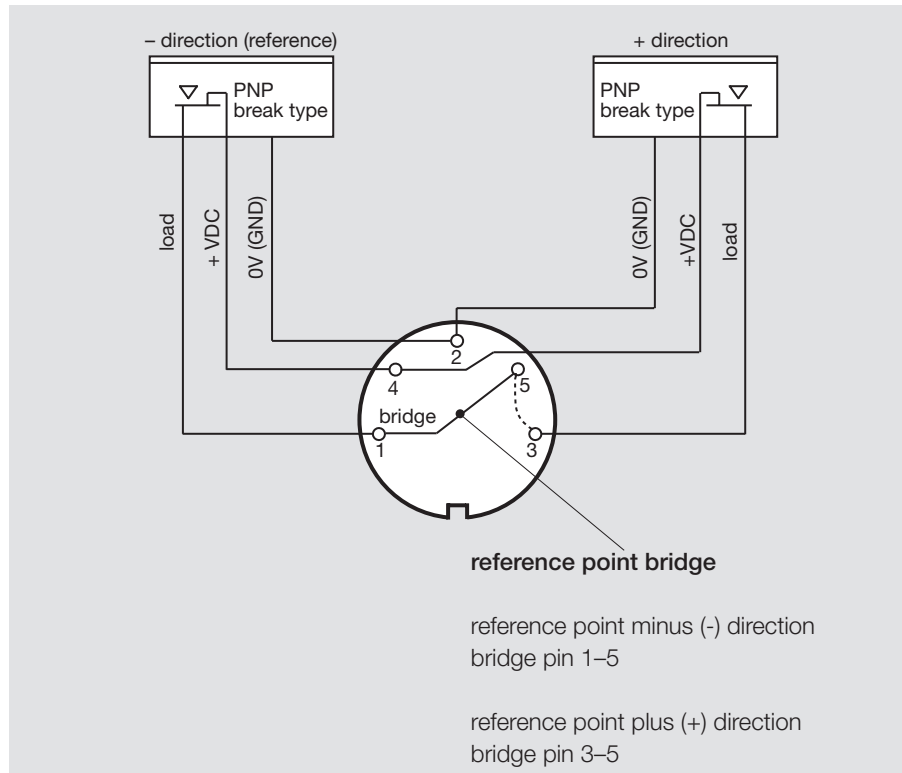 – direction (reference)
+ direction
PNP
break type
PNP
break type
load
+ VDC
0V (GND)
0V (GND)
+VDC
load
2
4
5
bridge
1
3
reference point bridge
reference point minus (-) direction
bridge pin 1–5
reference point plus (+) direction
bridge pin 3–5